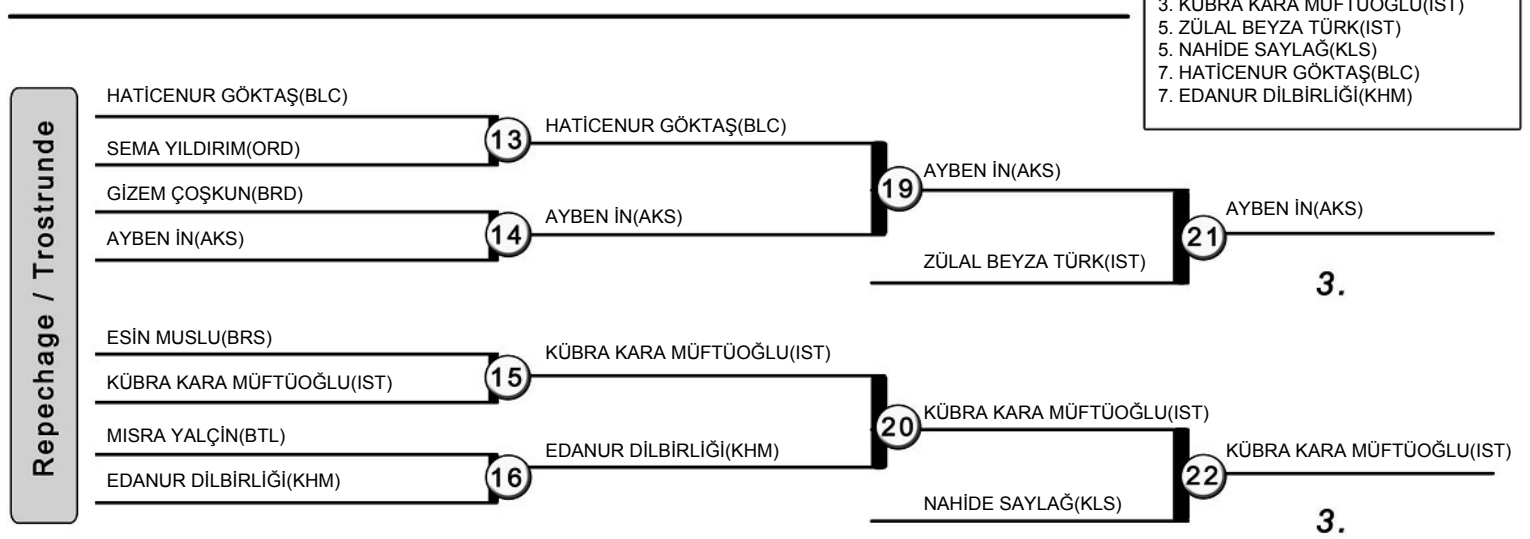 3. KÜBRA KARA MÜFTÜOĞLU(IST)
5. ZÜLAL BEYZA TÜRK(IST)
5. NAHİDE SAYLAĞ(KLS)
7. HATİCENUR GÖKTAŞ(BLC)
7. EDANUR DİLBİRLİĞİ(KHM)
Repechage / Trostrunde
HATİCENUR GÖKTAŞ(BLC)
SEMA YILDIRIM(ORD)
13
HATİCENUR GÖKTAŞ(BLC)
GİZEM ÇOŞKUN(BRD)
AYBEN İN(AKS)
14
AYBEN İN(AKS)
19
AYBEN İN(AKS)
ZÜLAL BEYZA TÜRK(IST)
21
AYBEN İN(AKS)
3.
ESİN MUSLU(BRS)
KÜBRA KARA MÜFTÜOĞLU(IST)
15
KÜBRA KARA MÜFTÜOĞLU(IST)
MISRA YALÇİN(BTL)
EDANUR DİLBİRLİĞİ(KHM)
16
EDANUR DİLBİRLİĞİ(KHM)
20
KÜBRA KARA MÜFTÜOĞLU(IST)
NAHİDE SAYLAĞ(KLS)
22
KÜBRA KARA MÜFTÜOĞLU(IST)
3.